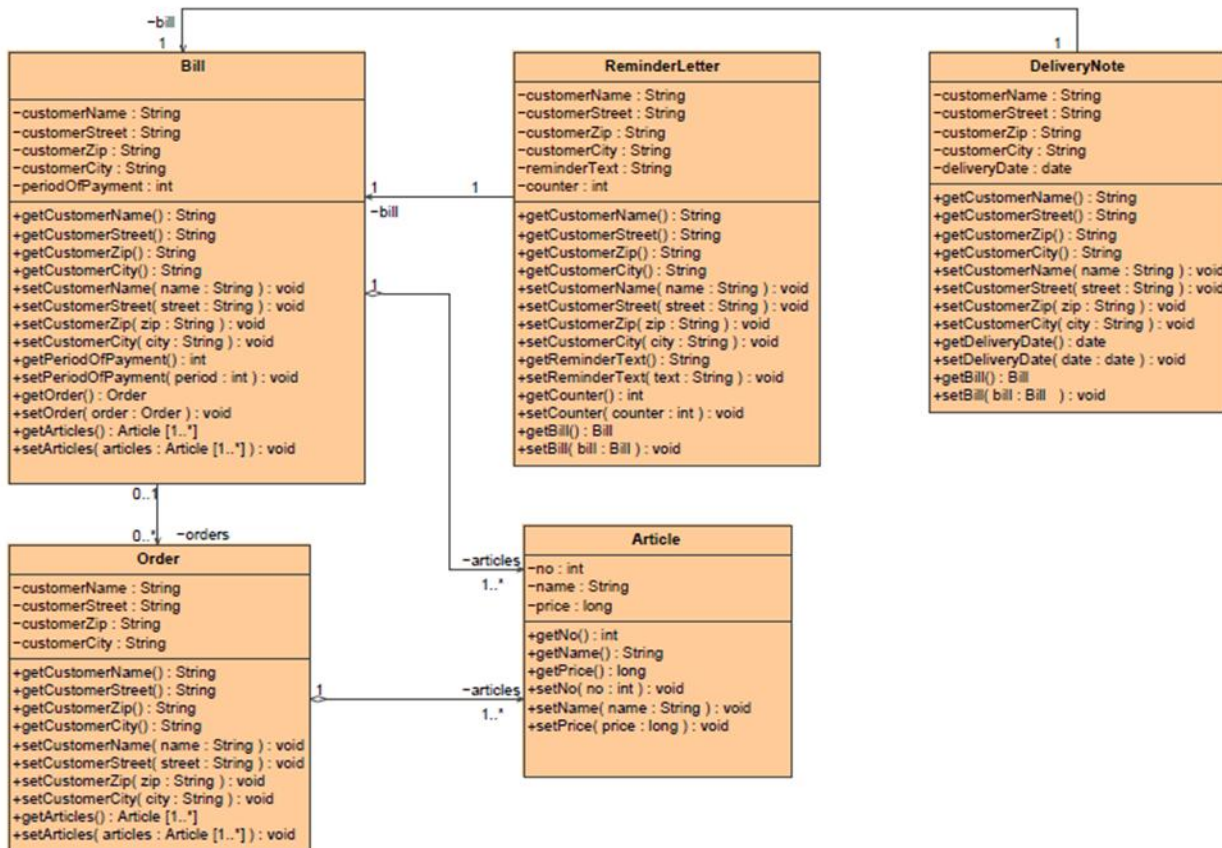 −bill
1
1
Bill
−customerName : String
−customerStreet : String
−customerZip : String
−customerCity : String
−periodOfPayment : int
+getCustomerName() : String
+getCustomerStreet() : String
+getCustomerZip() : String
+getCustomerCity() : String
+setCustomerName( name : String ) : void
+setCustomerStreet( street : String ) : void
+setCustomerZip( zip : String ) : void
+setCustomerCity( city : String ) : void
+getPeriodOfPayment() : int
+setPeriodOfPayment( period : int ) : void
+getOrder() : Order
+setOrder( order : Order ) : void
+getArticles() : Article [1..*]
+setArticles( articles : Article [1..*] ) : void
1
1
−bill
1
ReminderLetter
−customerName : String
−customerStreet : String
−customerZip : String
−customerCity : String
−reminderText : String
−counter : int
+getCustomerName() : String
+getCustomerStreet() : String
+getCustomerZip() : String
+getCustomerCity() : String
+setCustomerName( name : String ) : void
+setCustomerStreet( street : String ) : void
+setCustomerZip( zip : String ) : void
+setCustomerCity( city : String ) : void
+getReminderText() : String
+setReminderText( text : String ) : void
+getCounter() : int
+setCounter( counter : int ) : void
+getBill() : Bill
+setBill( bill : Bill ) : void
DeliveryNote
−customerName : String
−customerStreet : String
−customerZip : String
−customerCity : String
−deliveryDate : date
+getCustomerName() : String
+getCustomerStreet() : String
+getCustomerZip() : String
+getCustomerCity() : String
+setCustomerName( name : String ) : void
+setCustomerStreet( street : String ) : void
+setCustomerZip( zip : String ) : void
+setCustomerCity( city : String ) : void
+getDeliveryDate() : date
+setDeliveryDate( date : date ) : void
+getBill() : Bill
+setBill( bill : Bill ) : void
0..1
0..*
−orders
Order
−customerName : String
−customerStreet : String
−customerZip : String
−customerCity : String
+getCustomerName() : String
+getCustomerStreet() : String
+getCustomerZip() : String
+getCustomerCity() : String
+setCustomerName( name : String ) : void
+setCustomerStreet( street : String ) : void
+setCustomerZip( zip : String ) : void
+setCustomerCity( city : String ) : void
+getArticles() : Article [1..*]
+setArticles( articles : Article [1..*] ) : void
−articles
1..*
1
−articles
1..*
Article
−no : int
−name : String
−price : long
+getNo() : int
+getName() : String
+getPrice() : long
+setNo( no : int ) : void
+setName( name : String ) : void
+setPrice( price : long ) : void